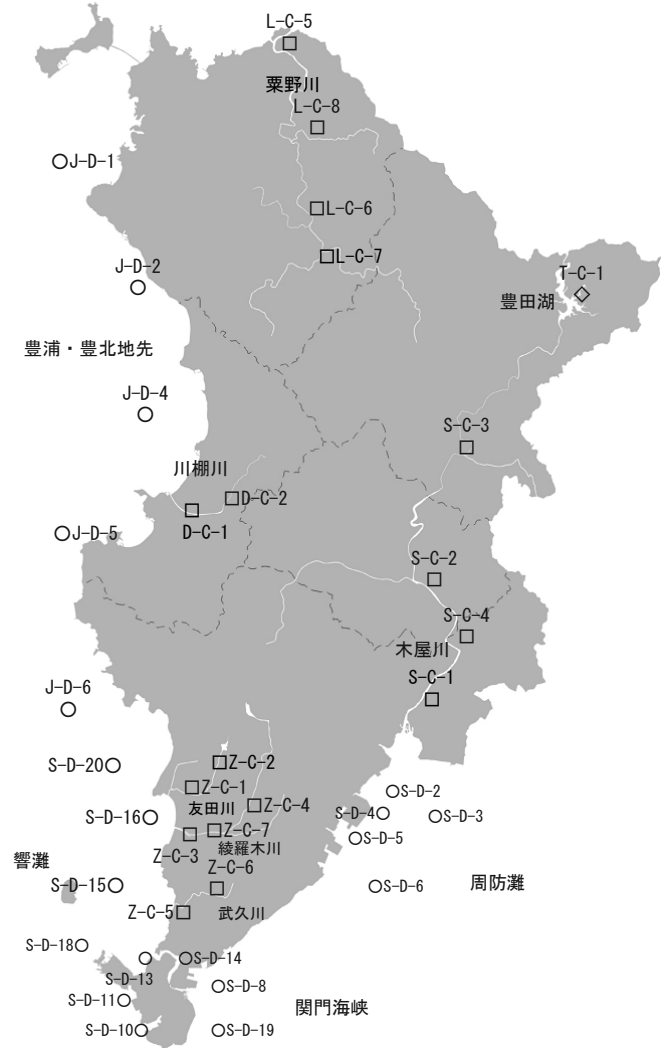 L-C-5
粟野川
L-C-8
J-D-1
L-C-6
L-C-7
J-D-2
T-C-1
豊田湖
豊浦・豊北地先
J-D-4
S-C-3
川棚川
D-C-2
D-C-1
J-D-5
S-C-2
S-C-4
木屋川
S-C-1
J-D-6
Z-C-2
S-D-20
Z-C-1
S-D-2
友田川
Z-C-4
S-D-16
S-D-4
S-D-3
Z-C-7
Z-C-3
綾羅木川
S-D-5
響灘
Z-C-6
S-D-15
S-D-6
周防灘
Z-C-5
武久川
S-D-18
S-D-14
S-D-13
S-D-8
S-D-11
関門海峡
S-D-10
S-D-19